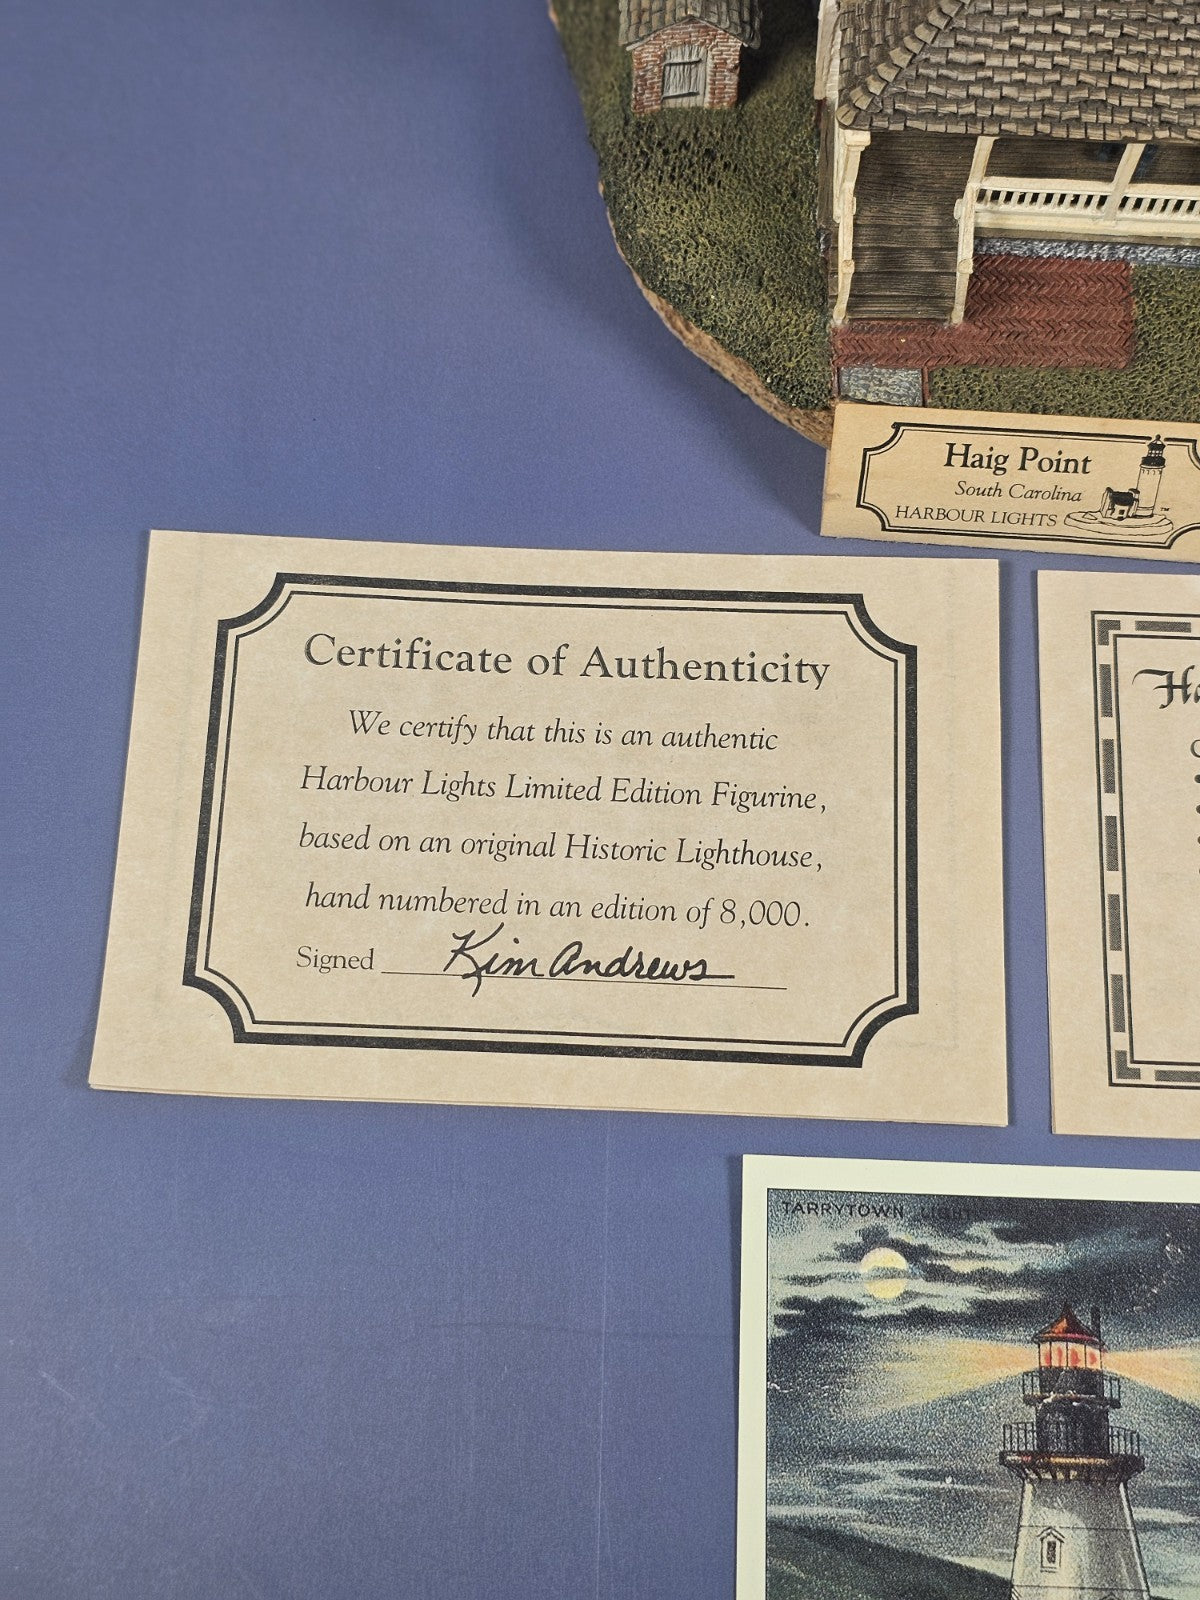 Haig Point
South Carolina
HARBOUR LIGHTS
Certificate of Authenticity
We certify that this is an authentic
Harbour Lights Limited Edition Figurine,
based on an original Historic Lighthouse,
hand numbered in an edition of 8,000.
Signed Kim Andrews
Ha
TARRYTOWN LIGHT